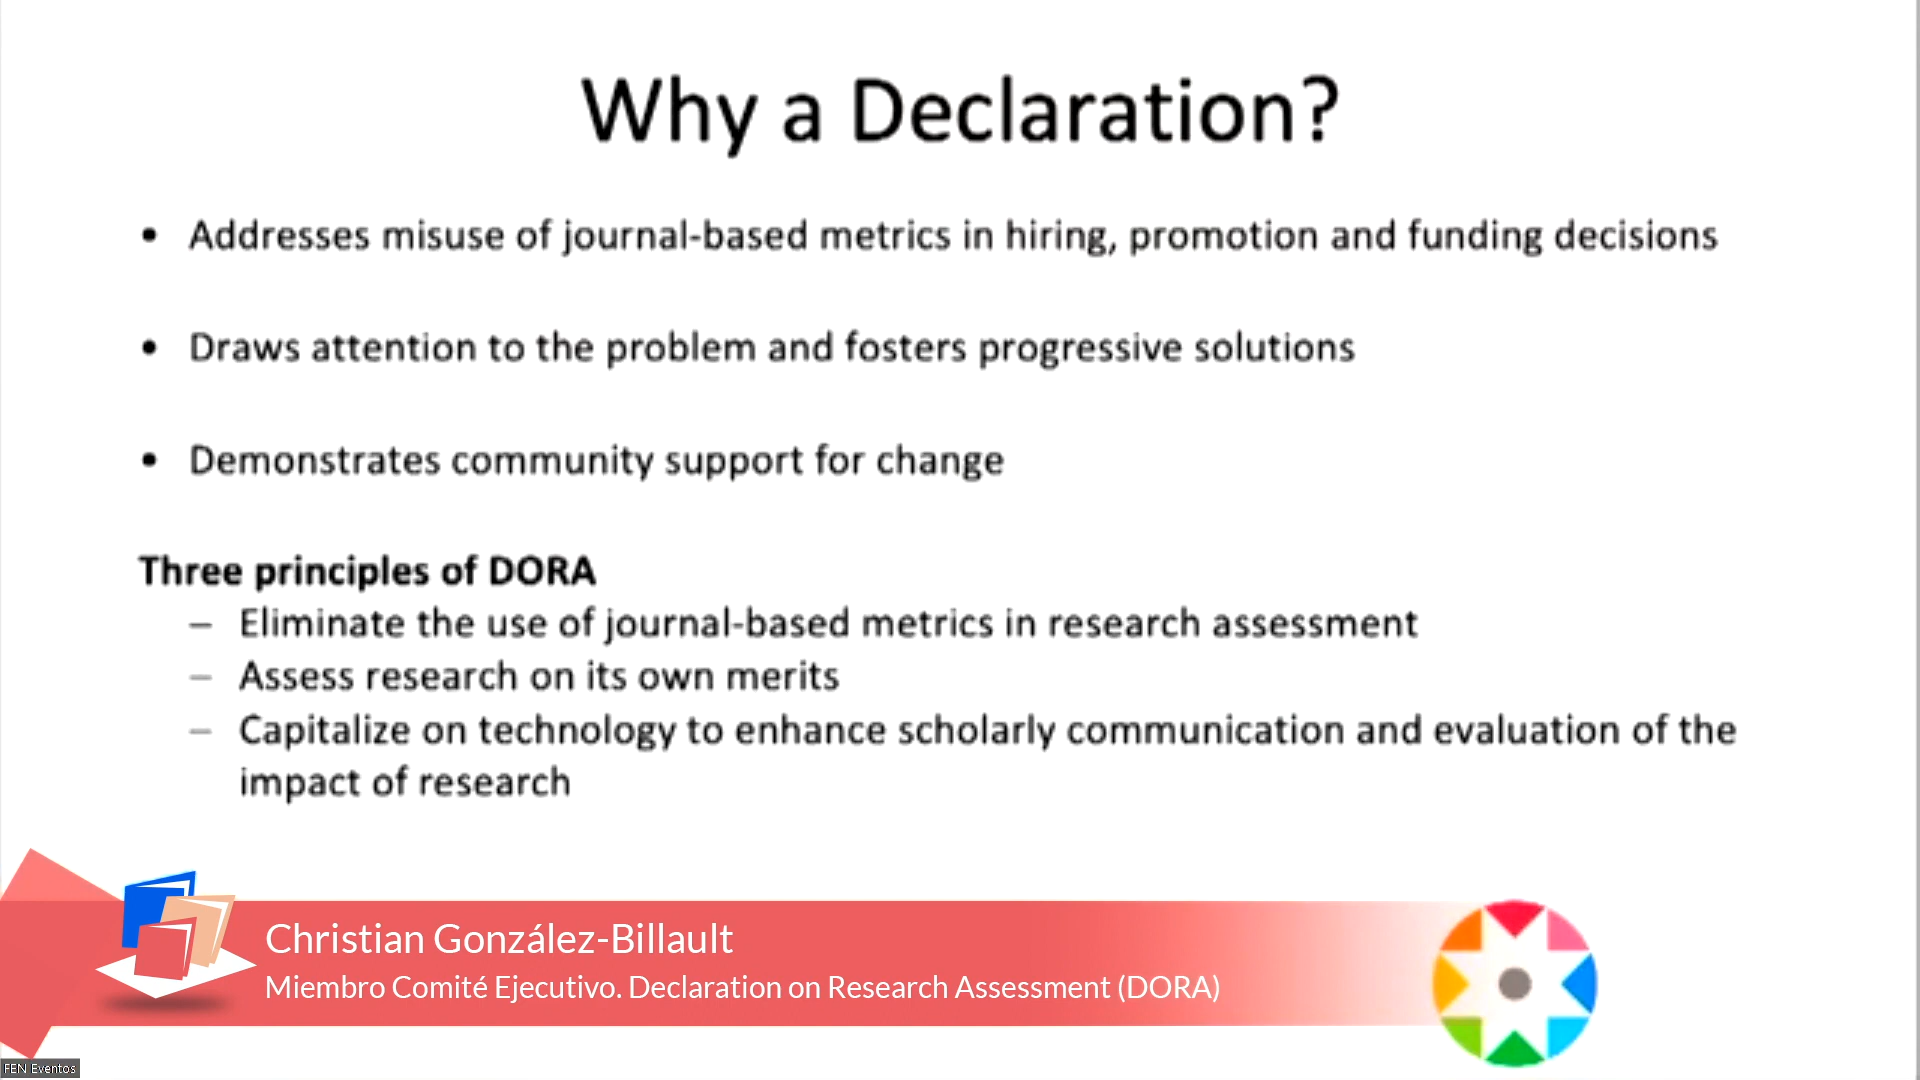 Why a Declaration?
• Addresses misuse of journal-based metrics in hiring, promotion and funding decisions
• Draws attention to the problem and fosters progressive solutions
• Demonstrates community support for change
Three principles of DORA
– Eliminate the use of journal-based metrics in research assessment
– Assess research on its own merits
– Capitalize on technology to enhance scholarly communication and evaluation of the
impact of research
Christian González-Billault
Miembro Comité Ejecutivo. Declaration on Research Assessment (DORA)
FEN Eventos